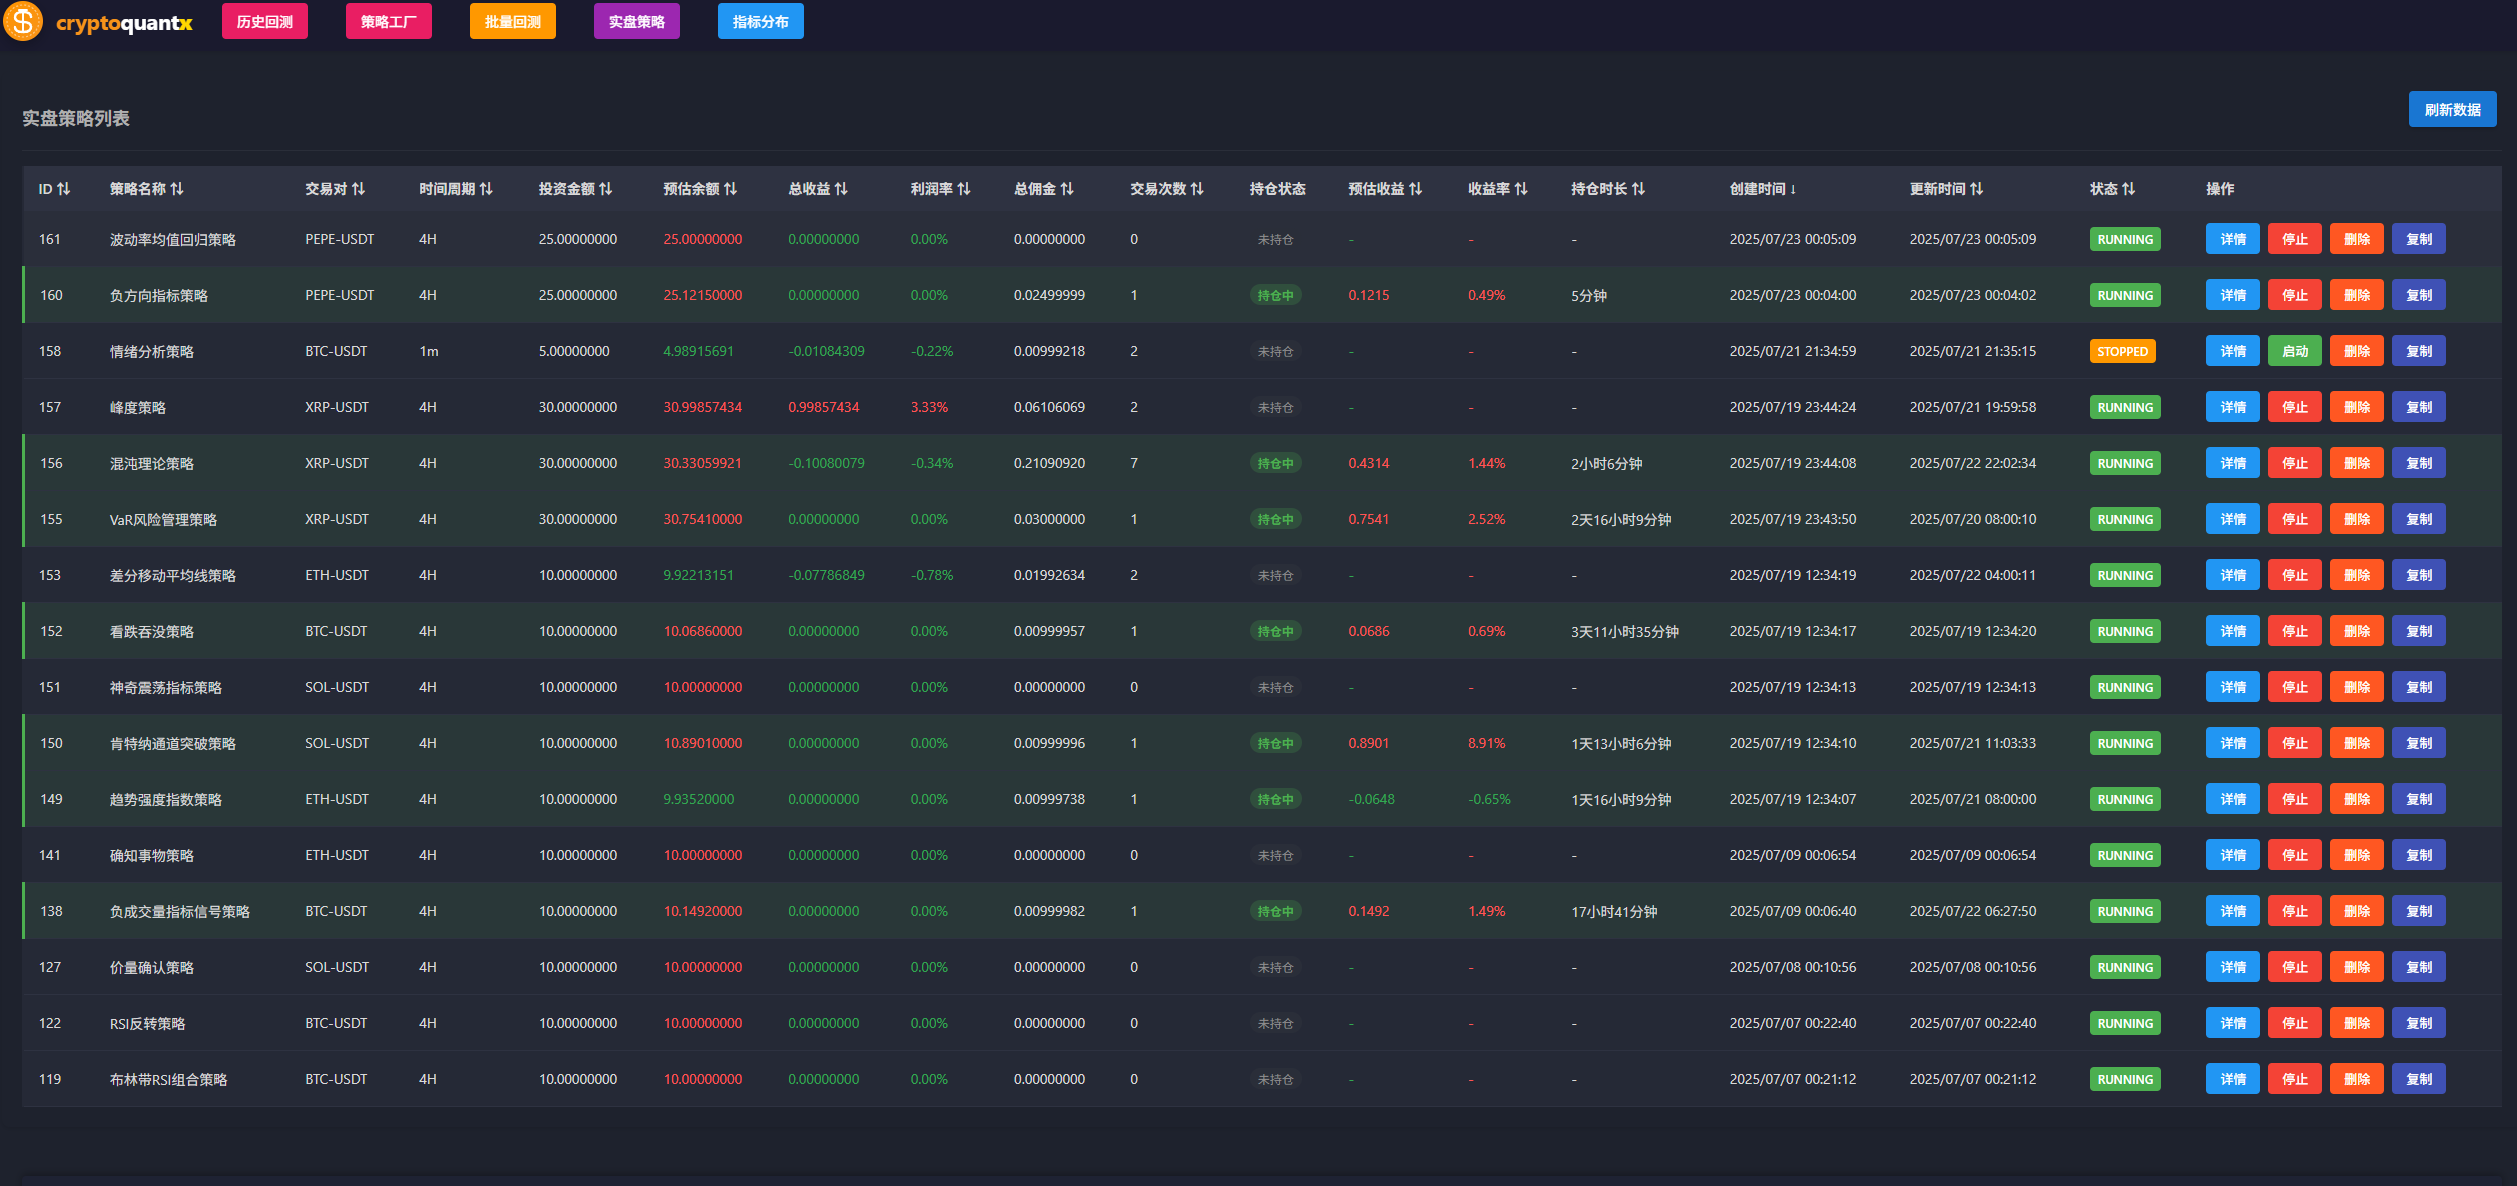 cryptoquantx 历史回测 策略工厂 批量回测 实盘策略 指标分布
实盘策略列表 刷新数据
ID ⇅ 策略名称 ⇅ 交易对 ⇅ 时间周期 ⇅ 投资金额 ⇅ 预估余额 ⇅ 总收益 ⇅ 利润率 ⇅ 总佣金 ⇅ 交易次数 ⇅ 持仓状态 预估收益 ⇅ 收益率 ⇅ 持仓时长 ⇅ 创建时间 ↓ 更新时间 ⇅ 状态 ⇅ 操作
161 波动率均值回归策略 PEPE-USDT 4H 25.00000000 25.00000000 0.00000000 0.00% 0.00000000 0 未持仓 - - - 2025/07/23 00:05:09 2025/07/23 00:05:09 RUNNING 详情 停止 删除 复制
160 负方向指标策略 PEPE-USDT 4H 25.00000000 25.12150000 0.00000000 0.00% 0.02499999 1 持仓中 0.1215 0.49% 5分钟 2025/07/23 00:04:00 2025/07/23 00:04:02 RUNNING 详情 停止 删除 复制
158 情绪分析策略 BTC-USDT 1m 5.00000000 4.98915691 -0.01084309 -0.22% 0.00999218 2 未持仓 - - - 2025/07/21 21:34:59 2025/07/21 21:35:15 STOPPED 详情 启动 删除 复制
157 峰度策略 XRP-USDT 4H 30.00000000 30.99857434 0.99857434 3.33% 0.06106069 2 未持仓 - - - 2025/07/19 23:44:24 2025/07/21 19:59:58 RUNNING 详情 停止 删除 复制
156 混沌理论策略 XRP-USDT 4H 30.00000000 30.33059921 -0.10080079 -0.34% 0.21090920 7 持仓中 0.4314 1.44% 2小时6分钟 2025/07/19 23:44:08 2025/07/22 22:02:34 RUNNING 详情 停止 删除 复制
155 VaR风险管理策略 XRP-USDT 4H 30.00000000 30.75410000 0.00000000 0.00% 0.03000000 1 持仓中 0.7541 2.52% 2天16小时9分钟 2025/07/19 23:43:50 2025/07/20 08:00:10 RUNNING 详情 停止 删除 复制
153 差分移动平均线策略 ETH-USDT 4H 10.00000000 9.92213151 -0.07786849 -0.78% 0.01992634 2 未持仓 - - - 2025/07/19 12:34:19 2025/07/22 04:00:11 RUNNING 详情 停止 删除 复制
152 看跌吞没策略 BTC-USDT 4H 10.00000000 10.06860000 0.00000000 0.00% 0.00999957 1 持仓中 0.0686 0.69% 3天11小时35分钟 2025/07/19 12:34:17 2025/07/19 12:34:20 RUNNING 详情 停止 删除 复制
151 神奇震荡指标策略 SOL-USDT 4H 10.00000000 10.00000000 0.00000000 0.00% 0.00000000 0 未持仓 - - - 2025/07/19 12:34:13 2025/07/19 12:34:13 RUNNING 详情 停止 删除 复制
150 肯特纳通道突破策略 SOL-USDT 4H 10.00000000 10.89010000 0.00000000 0.00% 0.00999996 1 持仓中 0.8901 8.91% 1天13小时6分钟 2025/07/19 12:34:10 2025/07/21 11:03:33 RUNNING 详情 停止 删除 复制
149 趋势强度指数策略 ETH-USDT 4H 10.00000000 9.93520000 0.00000000 0.00% 0.00999738 1 持仓中 -0.0648 -0.65% 1天16小时9分钟 2025/07/19 12:34:07 2025/07/21 08:00:00 RUNNING 详情 停止 删除 复制
141 确知事物策略 ETH-USDT 4H 10.00000000 10.00000000 0.00000000 0.00% 0.00000000 0 未持仓 - - - 2025/07/09 00:06:54 2025/07/09 00:06:54 RUNNING 详情 停止 删除 复制
138 负成交量指标信号策略 BTC-USDT 4H 10.00000000 10.14920000 0.00000000 0.00% 0.00999982 1 持仓中 0.1492 1.49% 17小时41分钟 2025/07/09 00:06:40 2025/07/22 06:27:50 RUNNING 详情 停止 删除 复制
127 价量确认策略 SOL-USDT 4H 10.00000000 10.00000000 0.00000000 0.00% 0.00000000 0 未持仓 - - - 2025/07/08 00:10:56 2025/07/08 00:10:56 RUNNING 详情 停止 删除 复制
122 RSI反转策略 BTC-USDT 4H 10.00000000 10.00000000 0.00000000 0.00% 0.00000000 0 未持仓 - - - 2025/07/07 00:22:40 2025/07/07 00:22:40 RUNNING 详情 停止 删除 复制
119 布林带RSI组合策略 BTC-USDT 4H 10.00000000 10.00000000 0.00000000 0.00% 0.00000000 0 未持仓 - - - 2025/07/07 00:21:12 2025/07/07 00:21:12 RUNNING 详情 停止 删除 复制